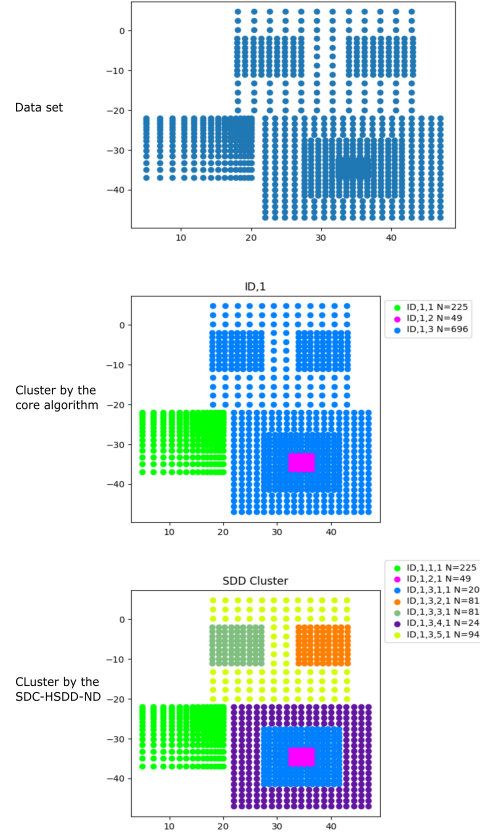 Data set
0
−10
−20
−30
−40
10 20 30 40
ID,1
ID,1,1 N=225
ID,1,2 N=49
ID,1,3 N=696
Cluster by the
core algorithm
0
−10
−20
−30
−40
10 20 30 40
SDD Cluster
ID,1,1,1 N=225
ID,1,2,1 N=49
ID,1,3,1,1 N=20
ID,1,3,2,1 N=81
ID,1,3,3,1 N=81
ID,1,3,4,1 N=24
ID,1,3,5,1 N=94
CLuster by the
SDC-HSDD-ND
0
−10
−20
−30
−40
10 20 30 40